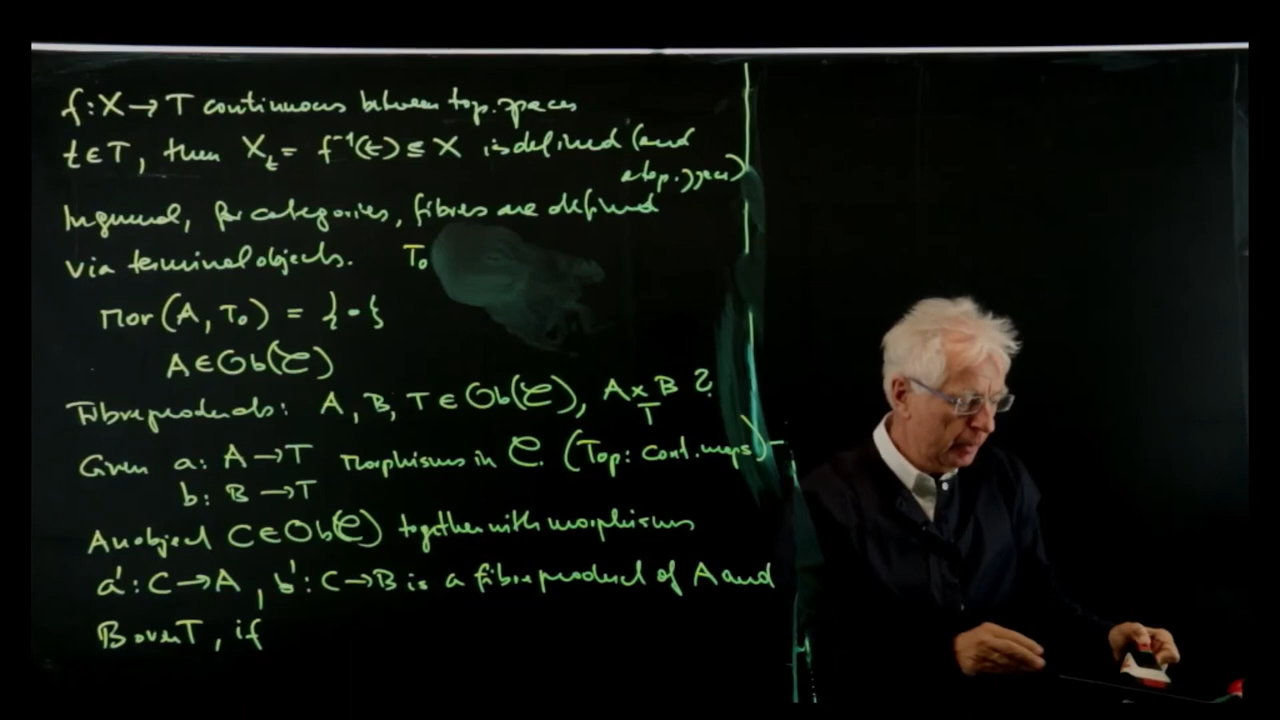 f: X → T continuous between top. spaces
t ∈ T, then X_t = f⁻¹(t) ⊆ X is defined (and
a top. space)
In general, for categories, fibres are defined
via terminal objects. T₀
Mor(A, T₀) = {·}
A ∈ Ob(𝒞)
Fibre products: A, B, T ∈ Ob(𝒞), A ×_T B ?
Given a: A → T morphisms in 𝒞. (Top: cont. maps)
b: B → T
An object C ∈ Ob(𝒞) together with morphisms
a': C → A, b': C → B is a fibre product of A and
B over T, if